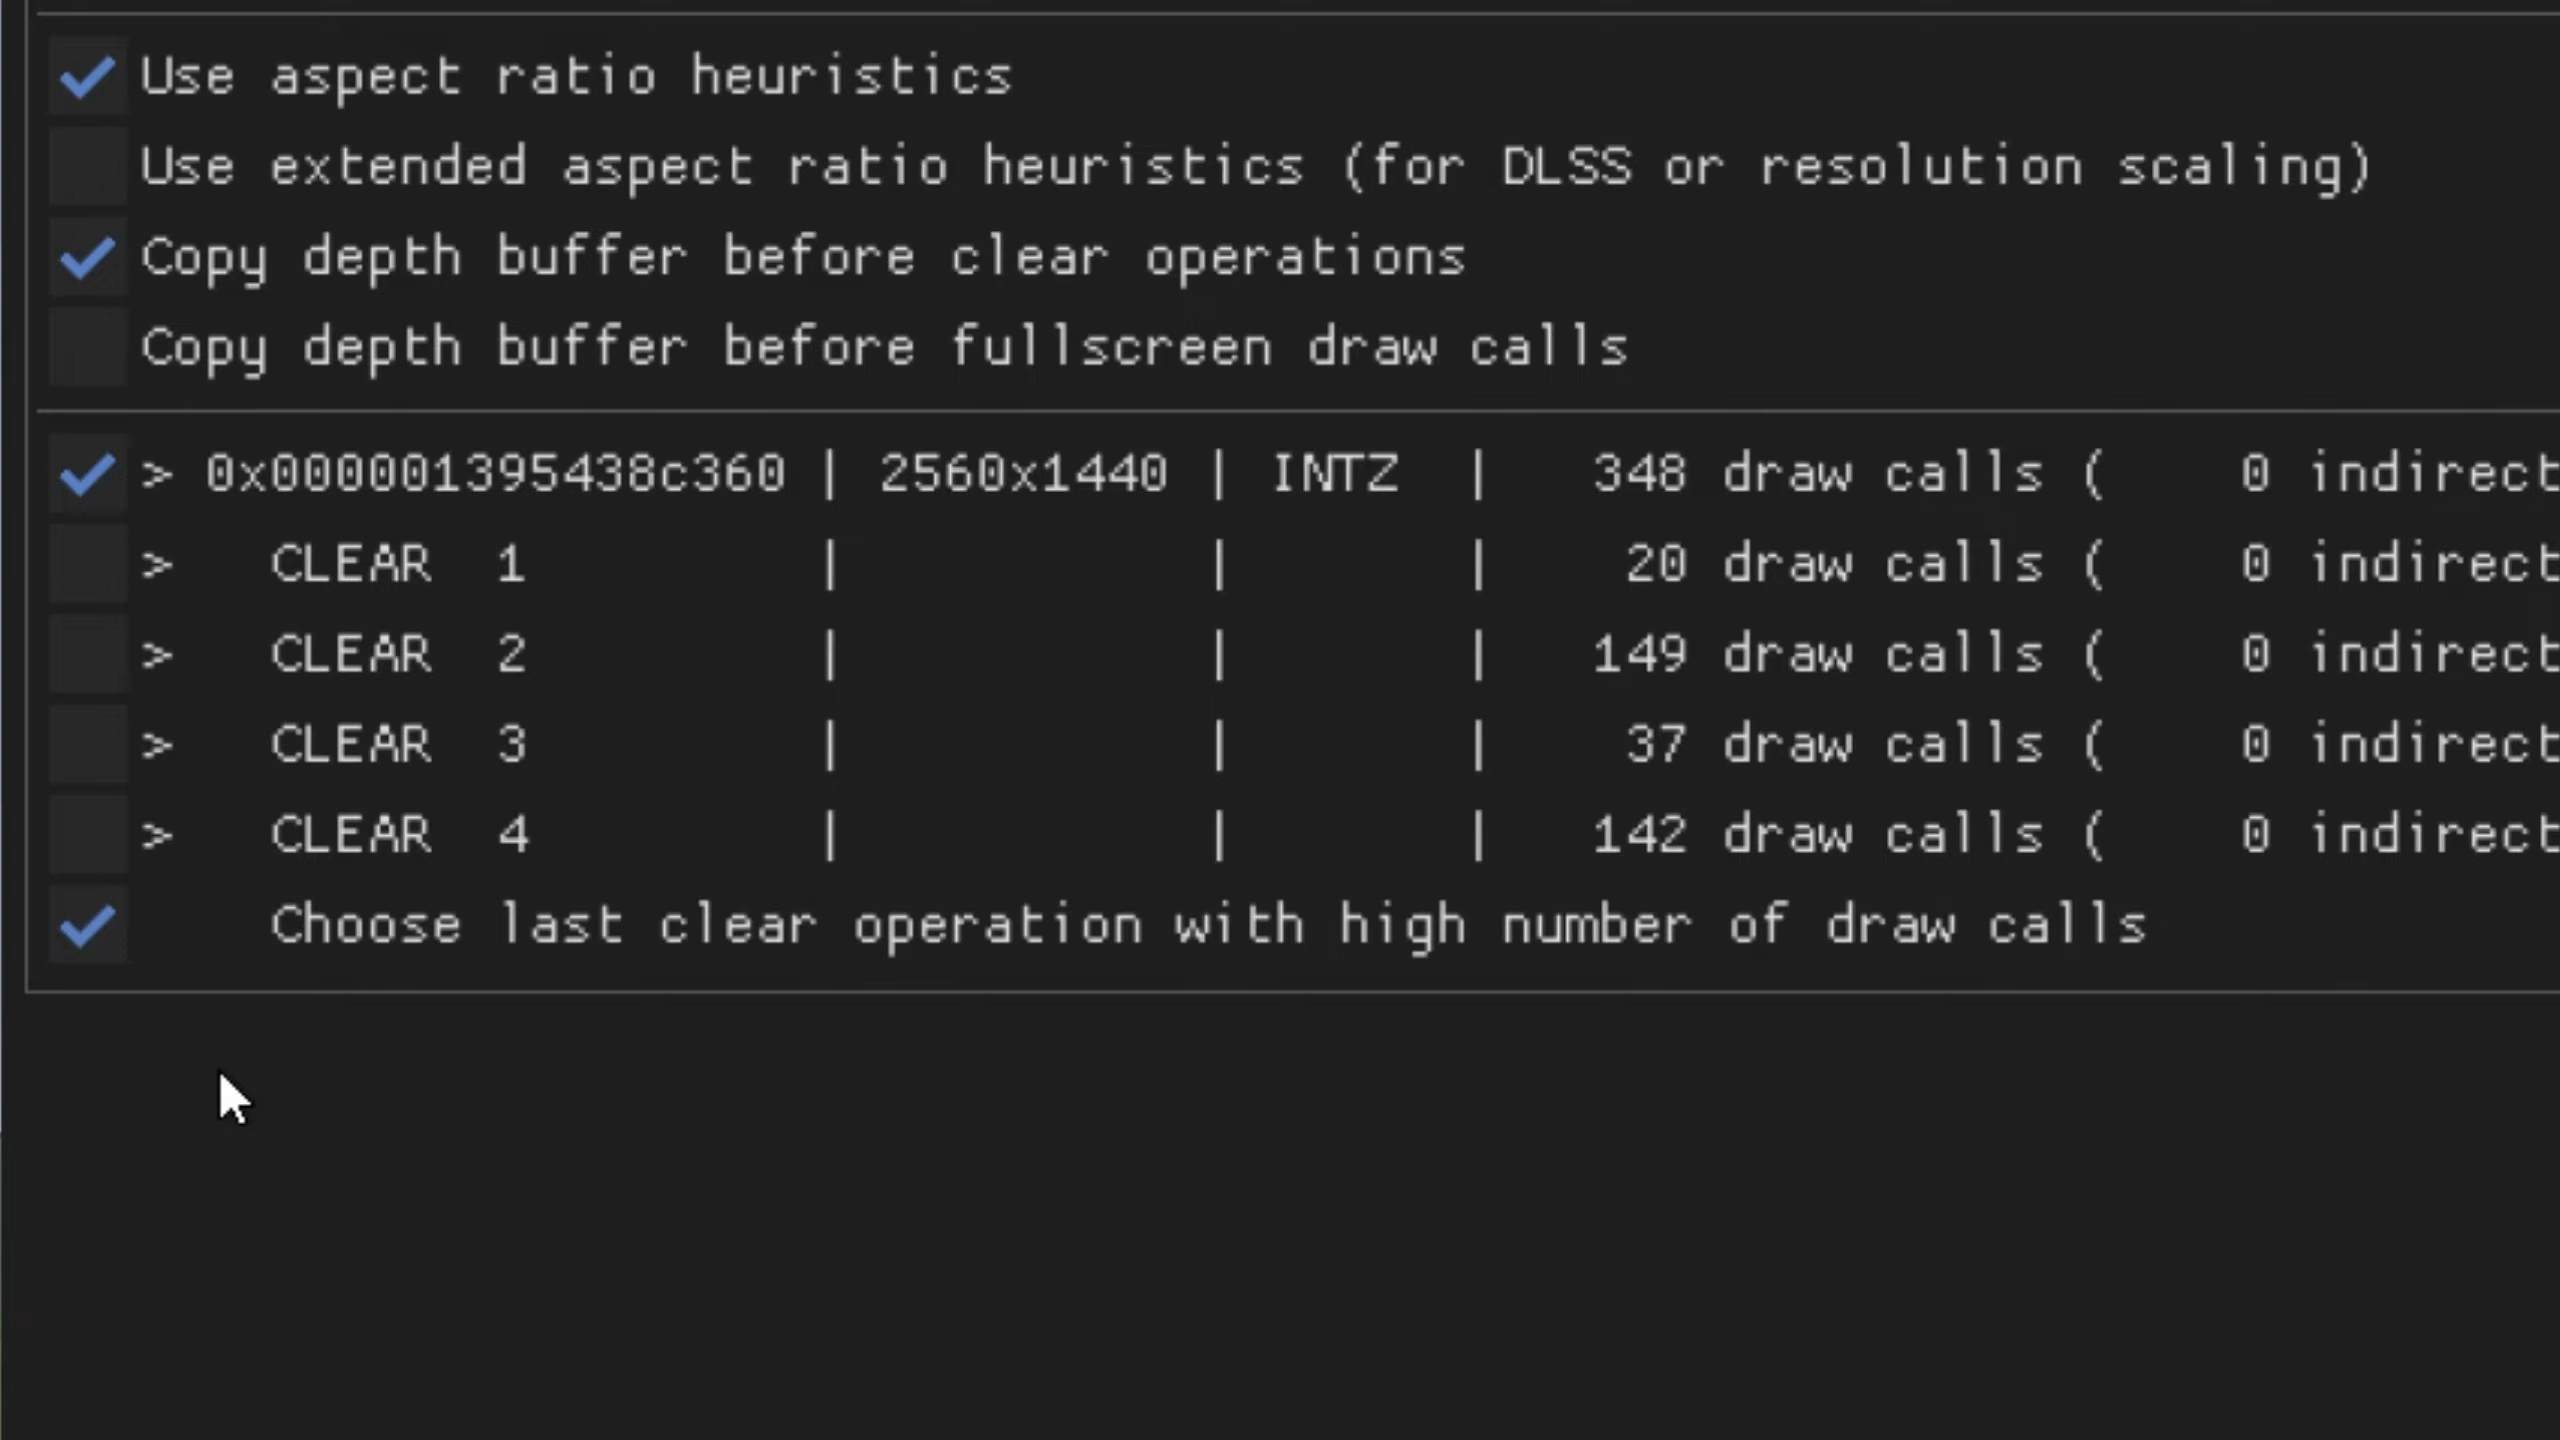 Use aspect ratio heuristics
Use extended aspect ratio heuristics (for DLSS or resolution scaling)
Copy depth buffer before clear operations
Copy depth buffer before fullscreen draw calls
> 0x000001395438c360 | 2560x1440 | INTZ | 348 draw calls ( 0 indirect
> CLEAR 1 | | | 20 draw calls ( 0 indirect
> CLEAR 2 | | | 149 draw calls ( 0 indirect
> CLEAR 3 | | | 37 draw calls ( 0 indirect
> CLEAR 4 | | | 142 draw calls ( 0 indirect
Choose last clear operation with high number of draw calls